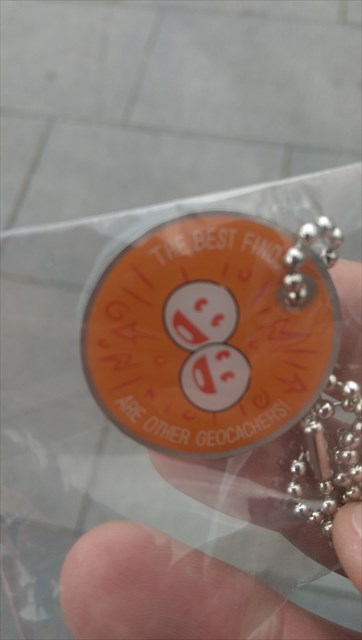 THE BEST FINDS
ARE OTHER GEOCACHERS!